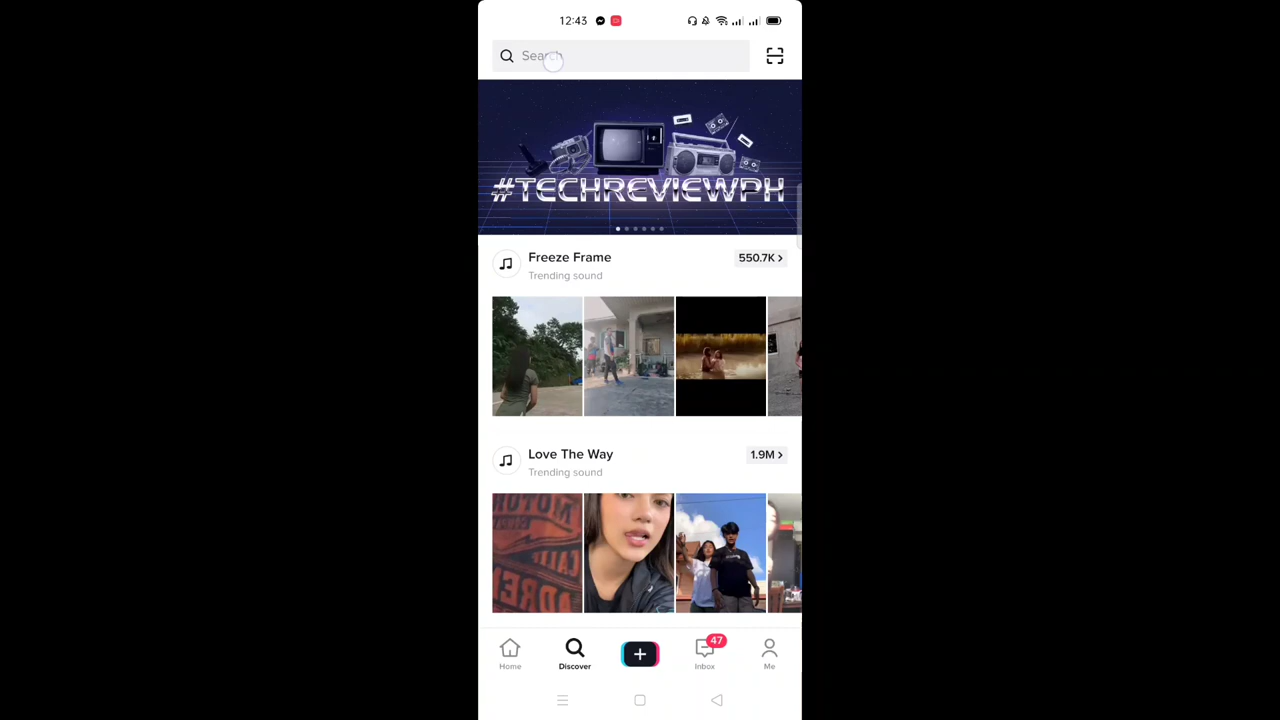 12:43
Search
#TECHREVIEWPH
Freeze Frame
550.7K >
Trending sound
Love The Way
1.9M >
Trending sound
MOTOR
47
Home
Discover
Inbox
Me